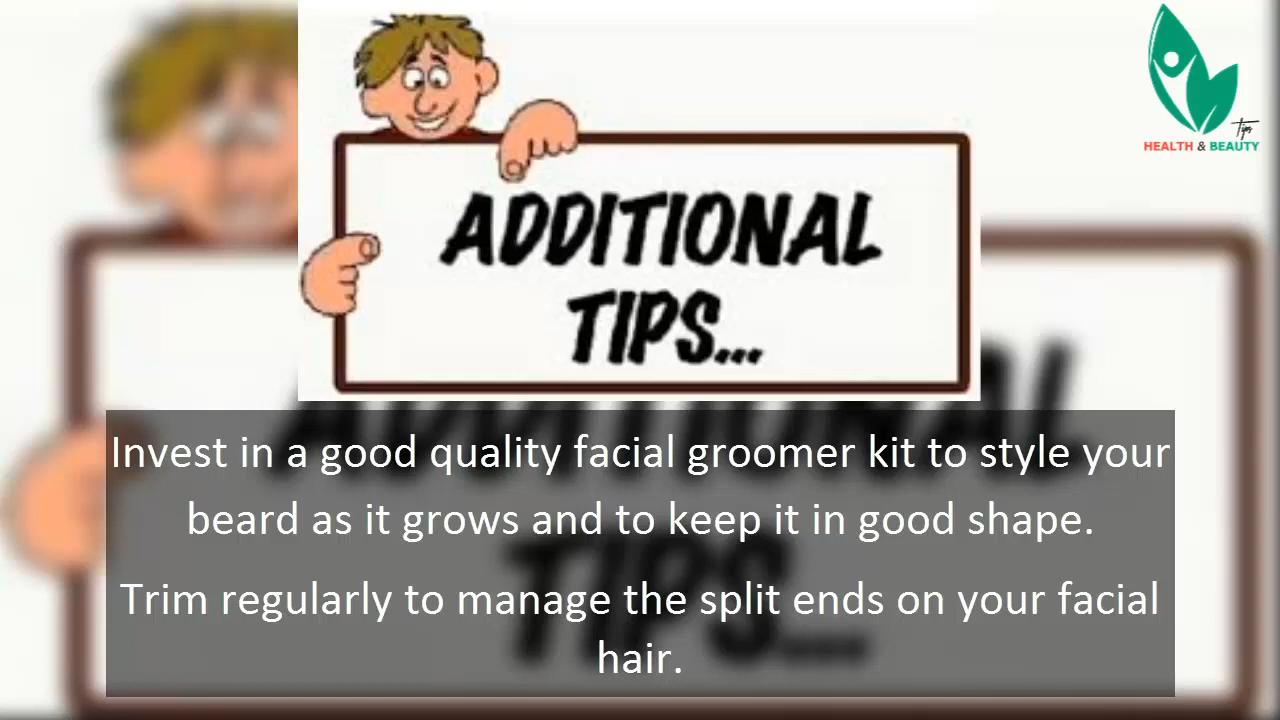 ADDITIONAL
TIPS...
Tips
HEALTH & BEAUTY
Invest in a good quality facial groomer kit to style your
beard as it grows and to keep it in good shape.
Trim regularly to manage the split ends on your facial
hair.